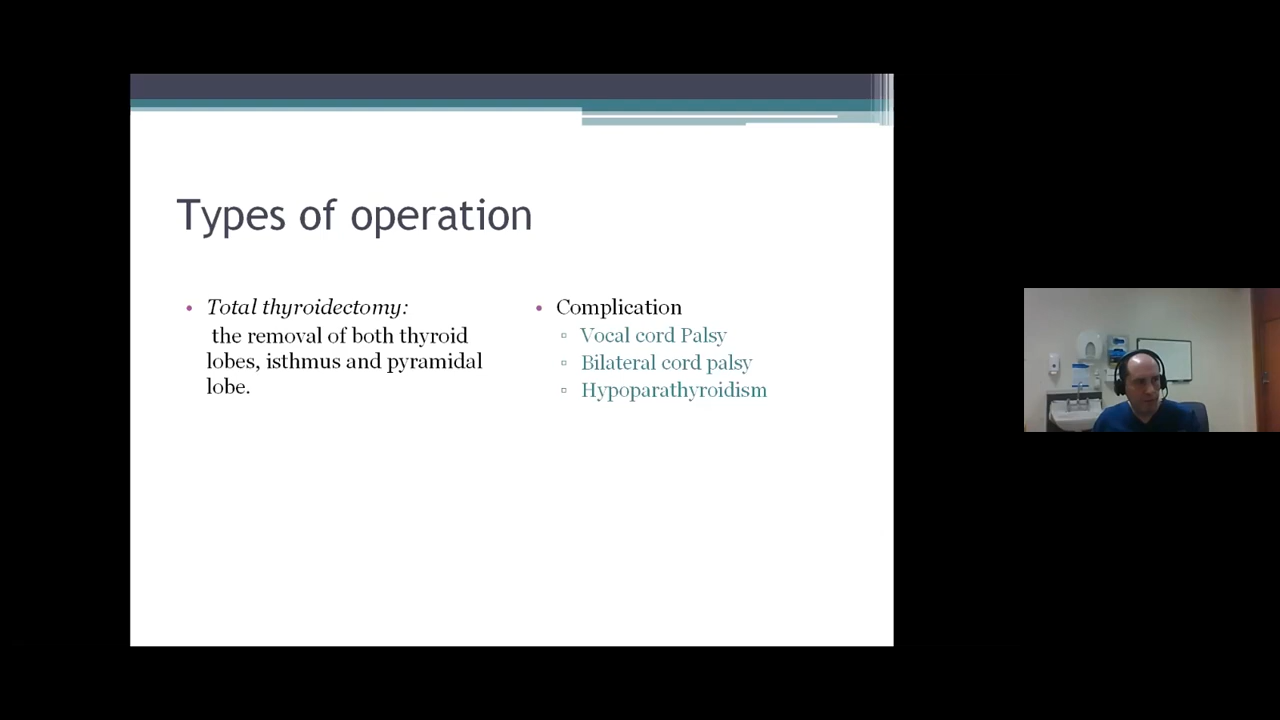 Types of operation
• Total thyroidectomy:
the removal of both thyroid
lobes, isthmus and pyramidal
lobe.
• Complication
▫ Vocal cord Palsy
▫ Bilateral cord palsy
▫ Hypoparathyroidism